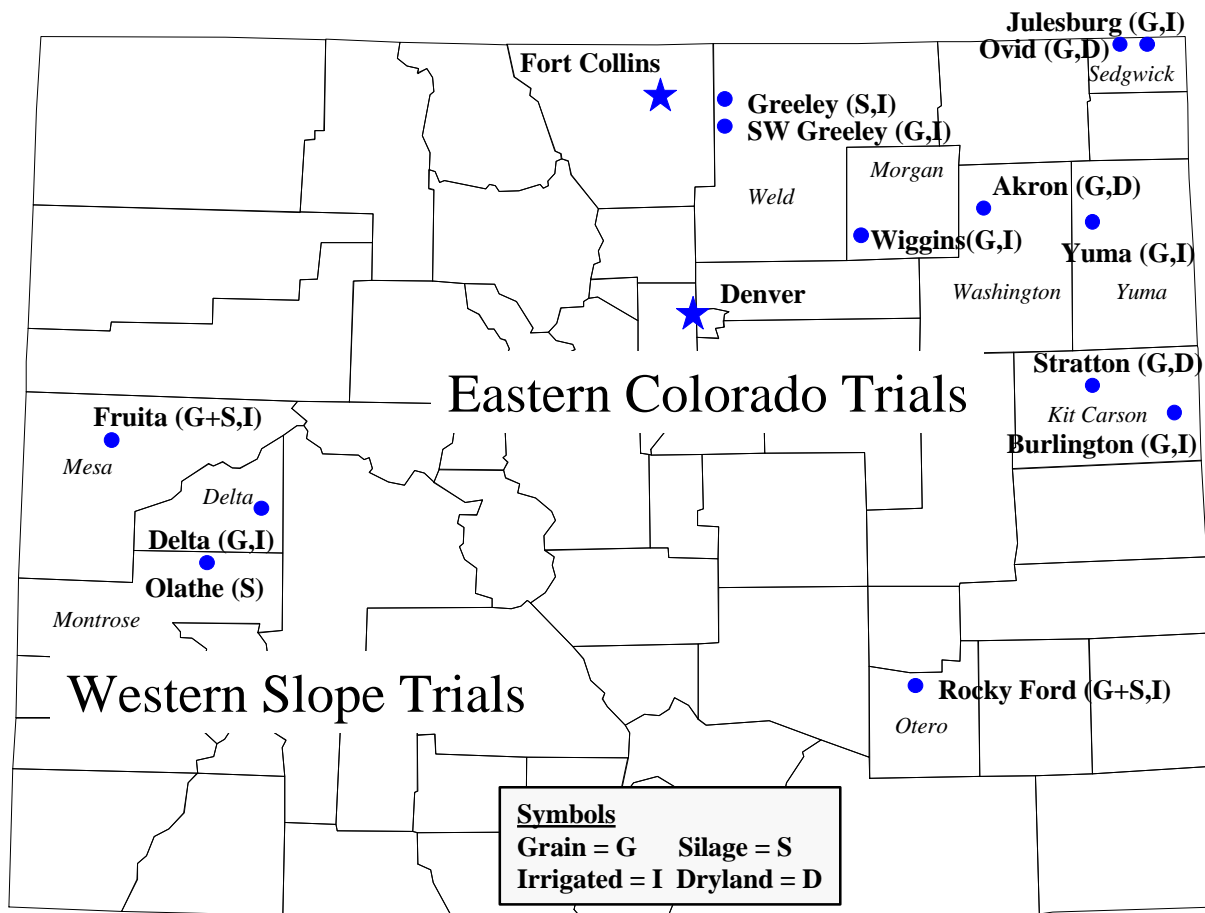 Julesburg (G,I)
Ovid (G,D)
Sedgwick
Fort Collins
Greeley (S,I)
SW Greeley (G,I)
Morgan
Weld
Akron (G,D)
Wiggins(G,I)
Yuma (G,I)
Washington
Yuma
Denver
Eastern Colorado Trials
Stratton (G,D)
Kit Carson
Burlington (G,I)
Fruita (G+S,I)
Mesa
Delta
Delta (G,I)
Olathe (S)
Montrose
Western Slope Trials
Rocky Ford (G+S,I)
Otero
Symbols
Grain = G Silage = S
Irrigated = I Dryland = D